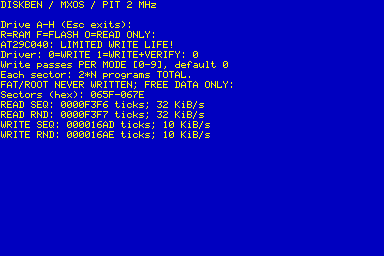 DISKBEN / MXOS / PIT 2 MHz
Drive A-H (Esc exits):
R=RAM F=FLASH O=READ ONLY:
AT29C040: LIMITED WRITE LIFE!
Driver: 0=WRITE 1=WRITE+VERIFY: 0
Write passes PER MODE [0-9], default 0
Each sector: 2*N programs TOTAL.
FAT/ROOT NEVER WRITTEN; FREE DATA ONLY:
Sectors (hex): 065F-067E
READ SEQ: 0000F3F6 ticks; 32 KiB/s
READ RND: 0000F3F7 ticks; 32 KiB/s
WRITE SEQ: 000016AD ticks; 10 KiB/s
WRITE RND: 000016AE ticks; 10 KiB/s